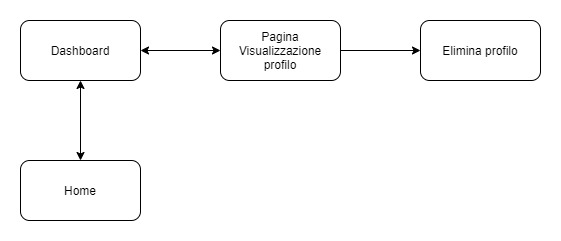 Dashboard
Pagina
Visualizzazione
profilo
Elimina profilo
Home